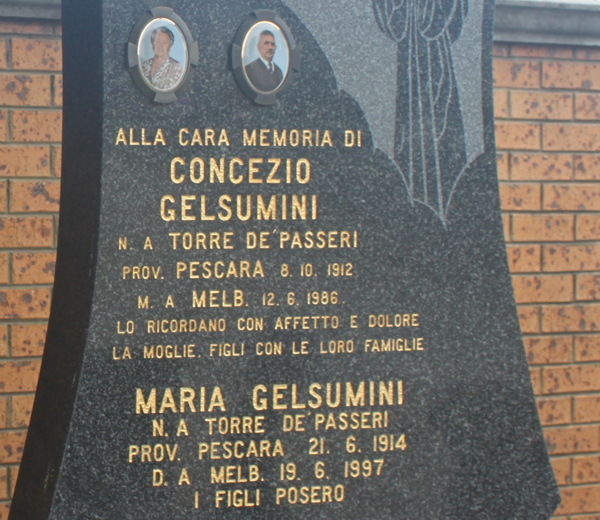 ALLA CARA MEMORIA DI
CONCEZIO
GELSUMINI
N. A TORRE DE'PASSERI
PROV. PESCARA 8. 10. 1912
M. A MELB. 12. 6. 1986.
LO RICORDANO CON AFFETTO E DOLORE
LA MOGLIE. FIGLI CON LE LORO FAMIGLIE
MARIA GELSUMINI
N. A TORRE DE'PASSERI
PROV. PESCARA 21. 6. 1914
D. A MELB. 19. 6. 1997
I FIGLI POSERO